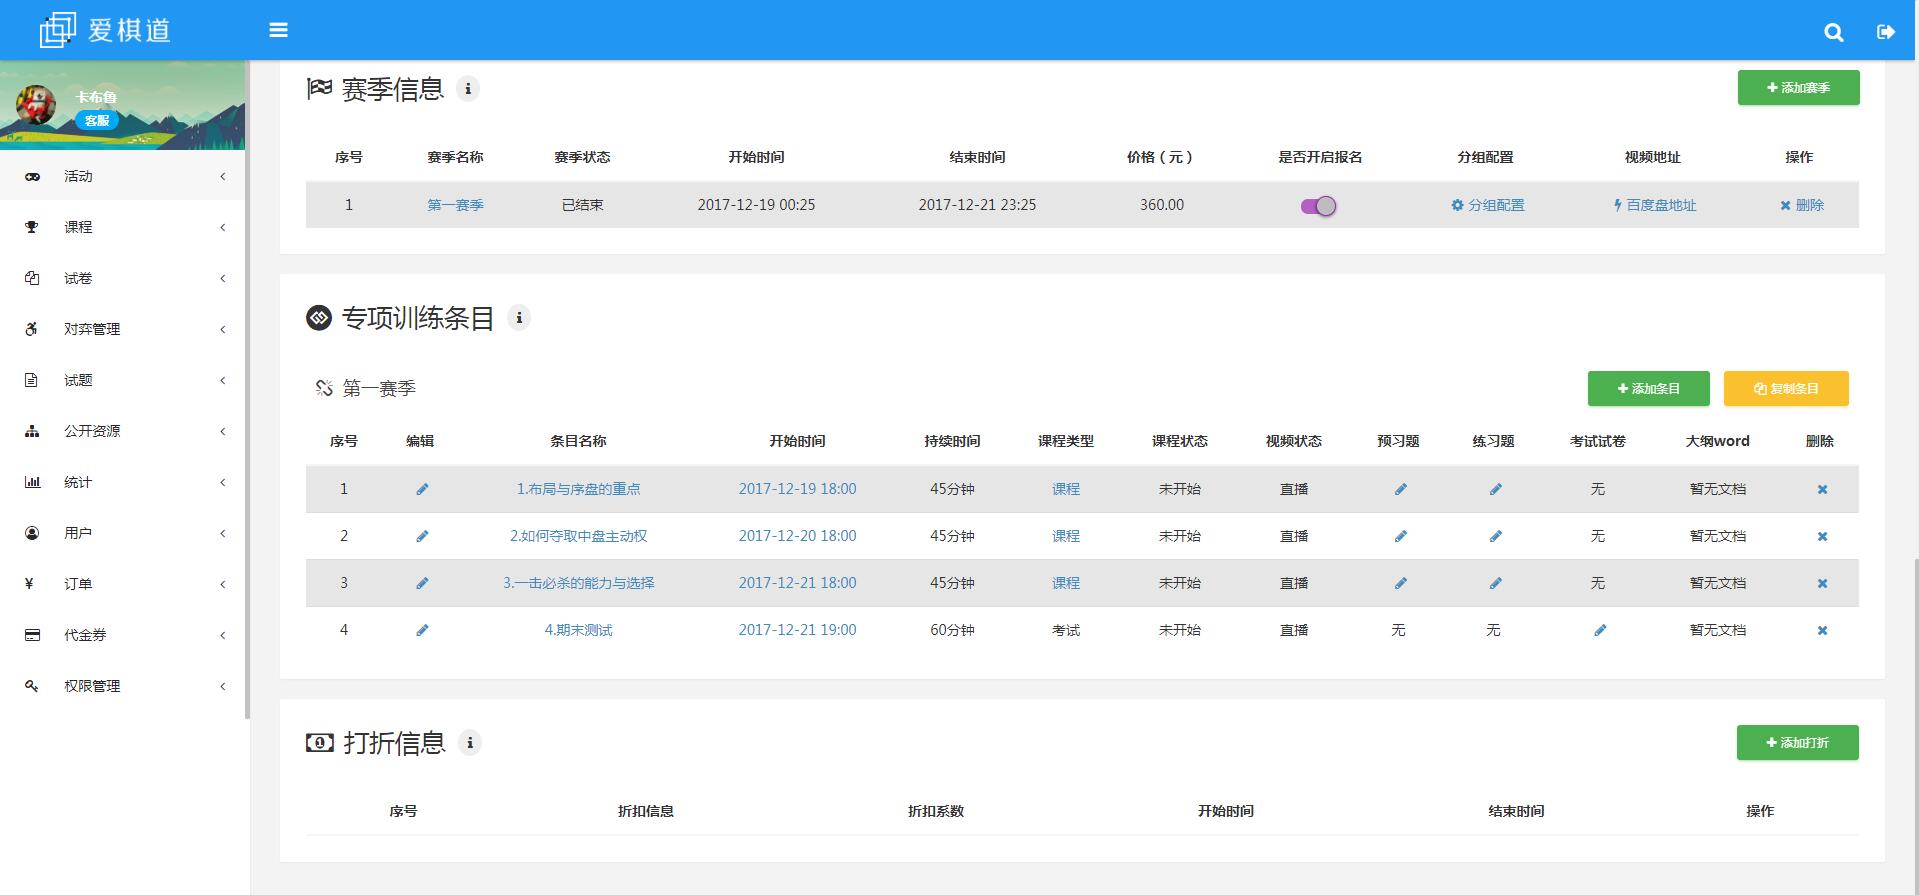 爱棋道
卡布鲁
客服
活动
课程
试卷
对弈管理
试题
公开资源
统计
用户
¥ 订单
代金券
权限管理
赛季信息
+ 添加赛季
序号 赛季名称 赛季状态 开始时间 结束时间 价格（元） 是否开启报名 分组配置 视频地址 操作
1 第一赛季 已结束 2017-12-19 00:25 2017-12-21 23:25 360.00 分组配置 百度盘地址 删除
专项训练条目
第一赛季
+ 添加条目 复制条目
序号 编辑 条目名称 开始时间 持续时间 课程类型 课程状态 视频状态 预习题 练习题 考试试卷 大纲word 删除
1 1.布局与序盘的重点 2017-12-19 18:00 45分钟 课程 未开始 直播 无 暂无文档
2 2.如何夺取中盘主动权 2017-12-20 18:00 45分钟 课程 未开始 直播 无 暂无文档
3 3.一击必杀的能力与选择 2017-12-21 18:00 45分钟 课程 未开始 直播 无 暂无文档
4 4.期末测试 2017-12-21 19:00 60分钟 考试 未开始 直播 无 无 暂无文档
打折信息
+ 添加打折
序号 折扣信息 折扣系数 开始时间 结束时间 操作